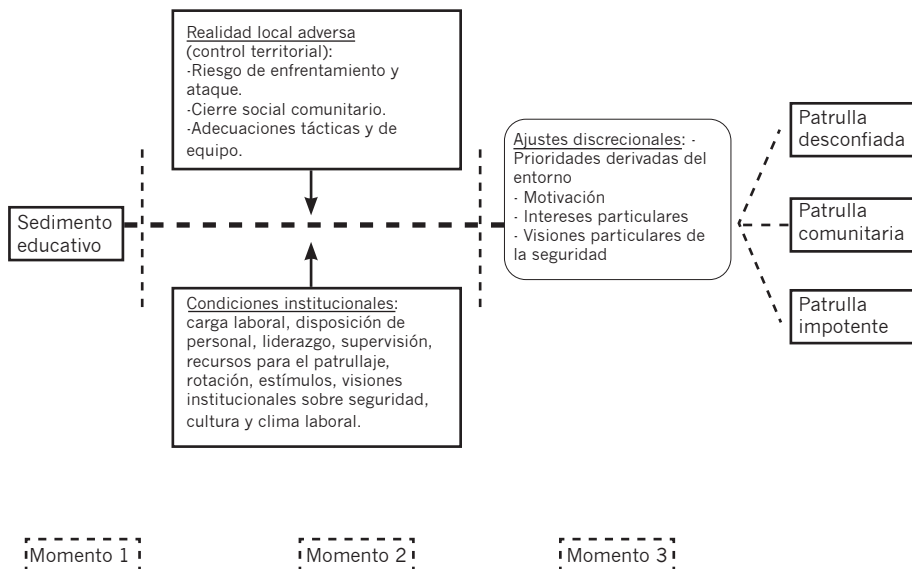 Realidad local adversa
(control territorial):
-Riesgo de enfrentamiento y
ataque.
-Cierre social comunitario.
-Adecuaciones tácticas y de
equipo.
Sedimento
educativo
Condiciones institucionales:
carga laboral, disposición de
personal, liderazgo, supervisión,
recursos para el patrullaje,
rotación, estímulos, visiones
institucionales sobre seguridad,
cultura y clima laboral.
Ajustes discrecionales: -
Prioridades derivadas del
entorno
- Motivación
- Intereses particulares
- Visiones particulares de
la seguridad
Patrulla
desconfiada
Patrulla
comunitaria
Patrulla
impotente
Momento 1
Momento 2
Momento 3